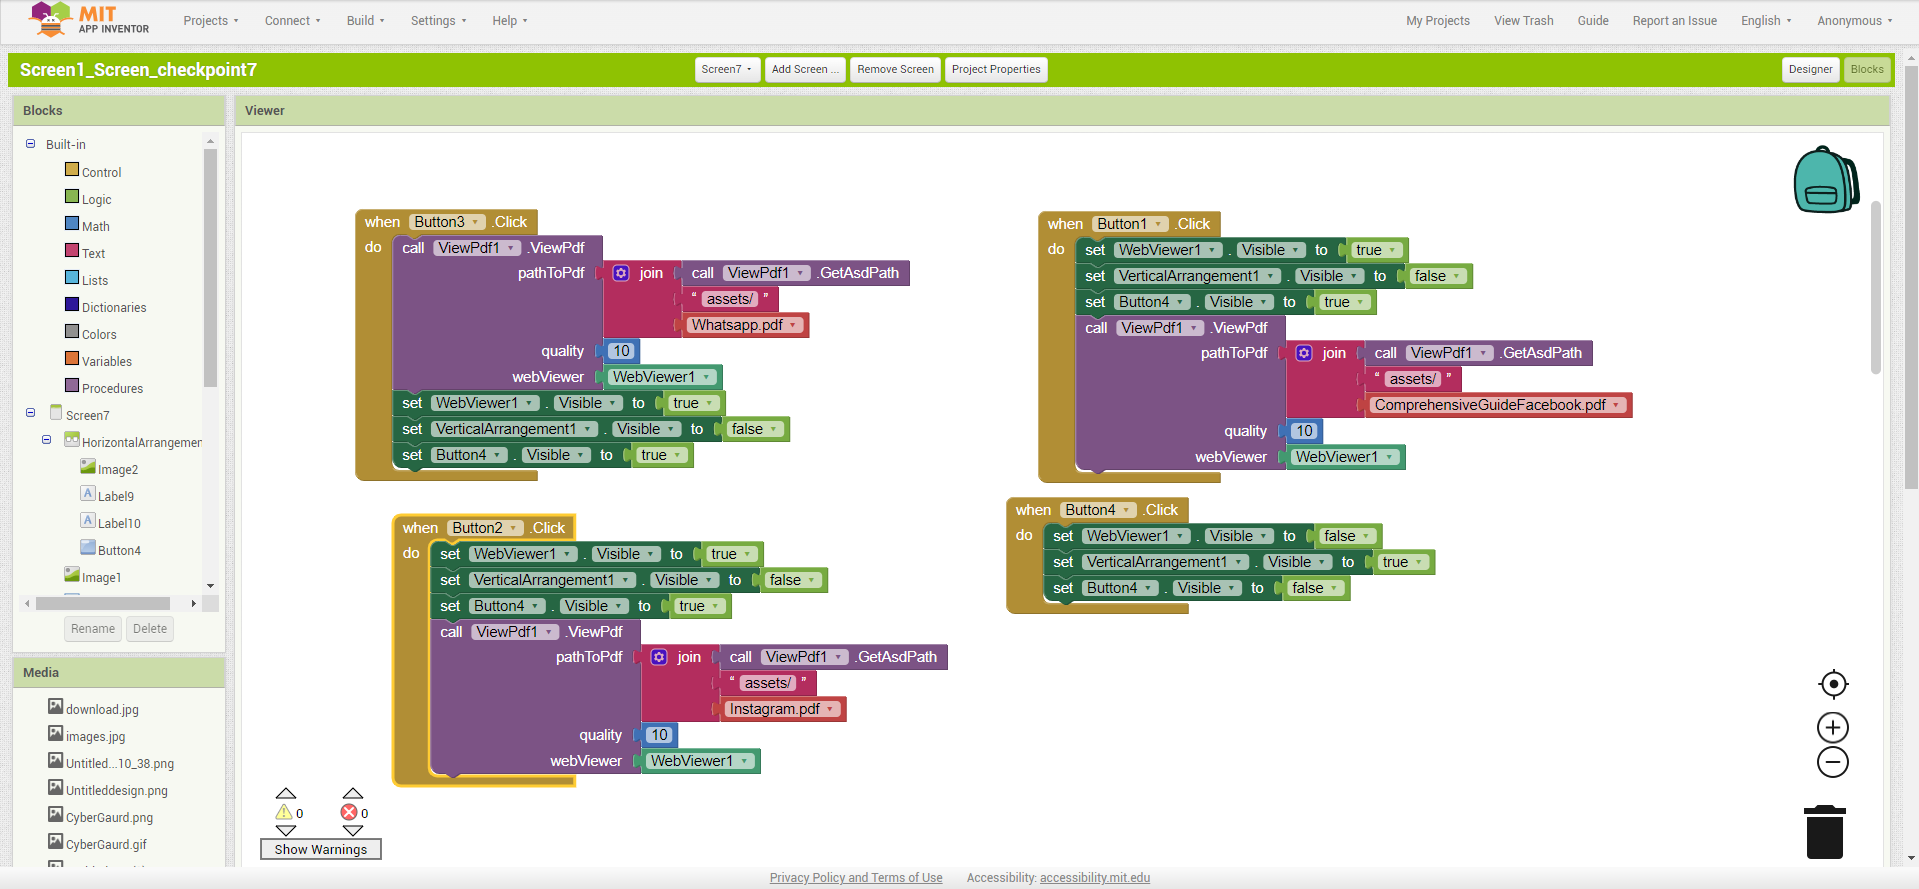 MIT
APP INVENTOR
Projects Connect Build Settings Help
My Projects View Trash Guide Report an Issue English Anonymous
Screen1_Screen_checkpoint7
Screen7 Add Screen ... Remove Screen Project Properties
Designer Blocks
Blocks
Built-in
Control
Logic
Math
Text
Lists
Dictionaries
Colors
Variables
Procedures
Screen7
HorizontalArrangemen
Image2
Label9
Label10
Button4
Image1
Rename Delete
Media
download.jpg
images.jpg
Untitled...10_38.png
Untitleddesign.png
CyberGaurd.png
CyberGaurd.gif
Viewer
when Button3 .Click
do call ViewPdf1 .ViewPdf
pathToPdf join call ViewPdf1 .GetAsdPath
“ assets/ ”
Whatsapp.pdf
quality 10
webViewer WebViewer1
set WebViewer1 . Visible to true
set VerticalArrangement1 . Visible to false
set Button4 . Visible to true
when Button1 .Click
do set WebViewer1 . Visible to true
set VerticalArrangement1 . Visible to false
set Button4 . Visible to true
call ViewPdf1 .ViewPdf
pathToPdf join call ViewPdf1 .GetAsdPath
“ assets/ ”
ComprehensiveGuideFacebook.pdf
quality 10
webViewer WebViewer1
when Button2 .Click
do set WebViewer1 . Visible to true
set VerticalArrangement1 . Visible to false
set Button4 . Visible to true
call ViewPdf1 .ViewPdf
pathToPdf join call ViewPdf1 .GetAsdPath
“ assets/ ”
Instagram.pdf
quality 10
webViewer WebViewer1
when Button4 .Click
do set WebViewer1 . Visible to false
set VerticalArrangement1 . Visible to true
set Button4 . Visible to false
0 0
Show Warnings
Privacy Policy and Terms of Use Accessibility: accessibility.mit.edu